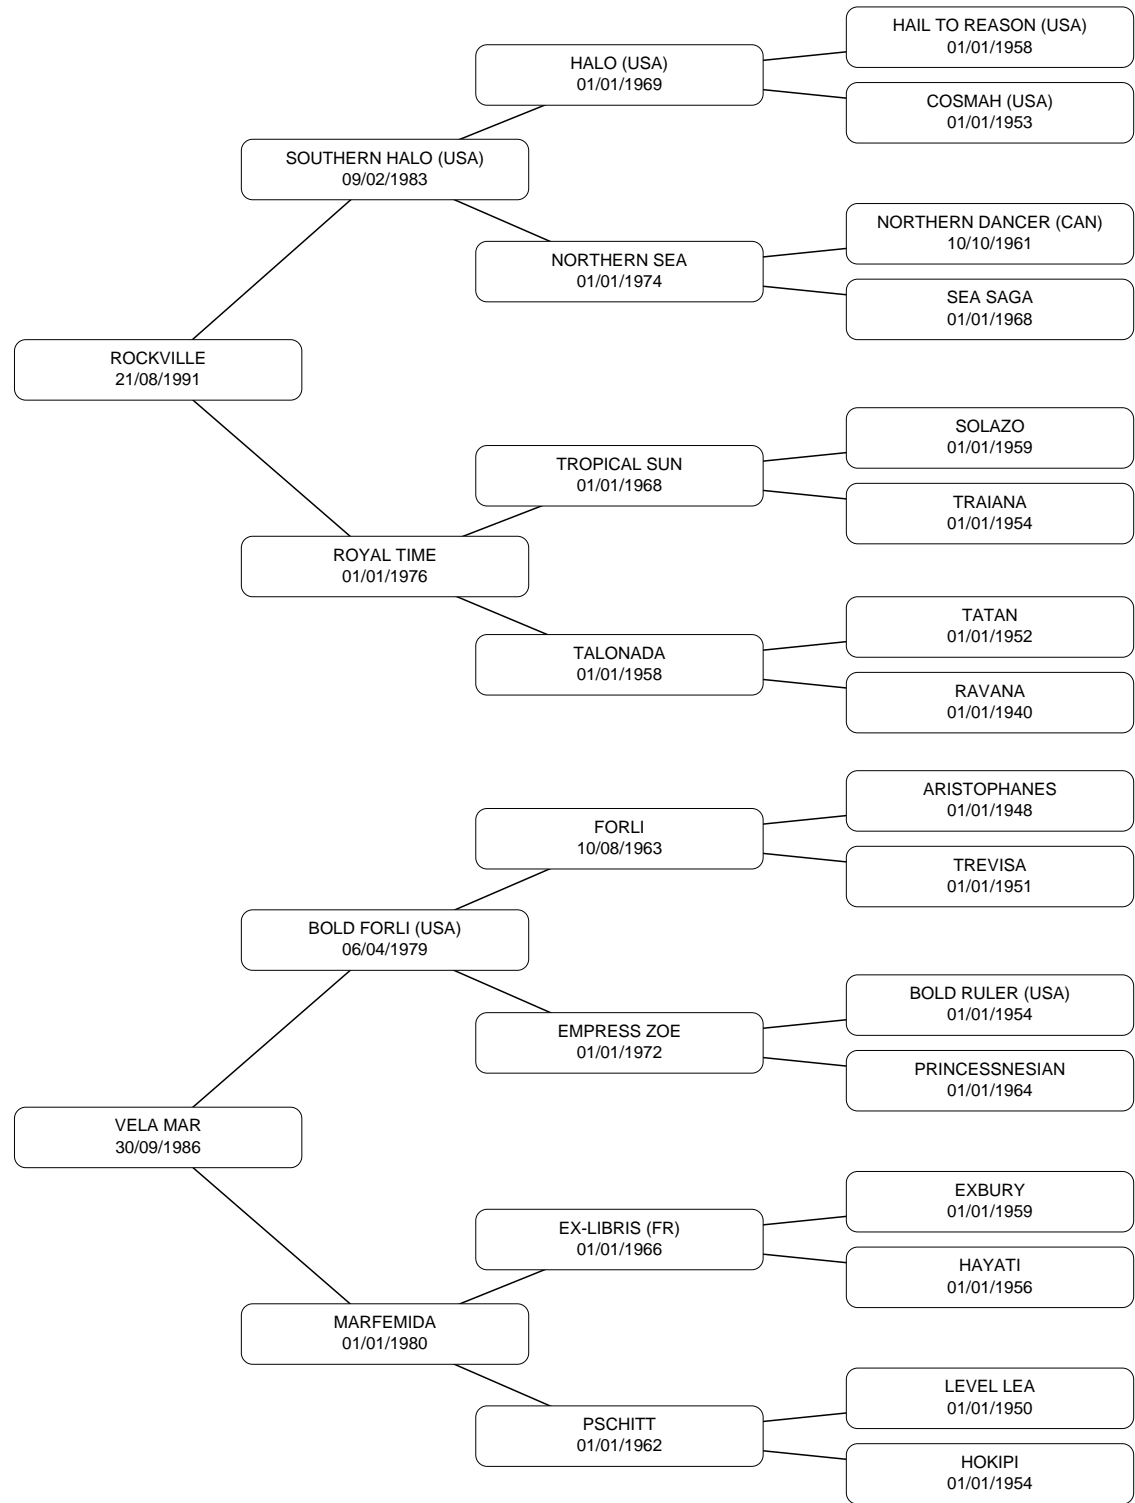 HAIL TO REASON (USA)
01/01/1958
HALO (USA)
01/01/1969
COSMAH (USA)
01/01/1953
SOUTHERN HALO (USA)
09/02/1983
NORTHERN DANCER (CAN)
10/10/1961
NORTHERN SEA
01/01/1974
SEA SAGA
01/01/1968
ROCKVILLE
21/08/1991
SOLAZO
01/01/1959
TROPICAL SUN
01/01/1968
TRAIANA
01/01/1954
ROYAL TIME
01/01/1976
TATAN
01/01/1952
TALONADA
01/01/1958
RAVANA
01/01/1940
ARISTOPHANES
01/01/1948
FORLI
10/08/1963
TREVISA
01/01/1951
BOLD FORLI (USA)
06/04/1979
BOLD RULER (USA)
01/01/1954
EMPRESS ZOE
01/01/1972
PRINCESSNESIAN
01/01/1964
VELA MAR
30/09/1986
EXBURY
01/01/1959
EX-LIBRIS (FR)
01/01/1966
HAYATI
01/01/1956
MARFEMIDA
01/01/1980
LEVEL LEA
01/01/1950
PSCHITT
01/01/1962
HOKIPI
01/01/1954